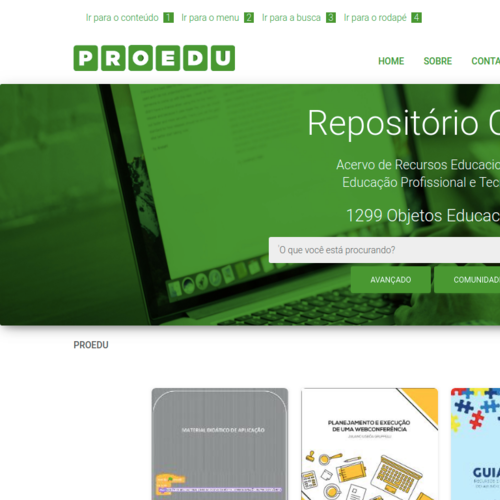 Ir para o conteúdo 1 Ir para o menu 2 Ir para a busca 3 Ir para o rodapé 4
PROEDU
HOME SOBRE CONTA
Repositório
Acervo de Recursos Educacio
Educação Profissional e Tec
1299 Objetos Educac
O que você está procurando?
AVANÇADO COMUNIDAD
PROEDU
MATERIAL DIDÁTICO DE APLICAÇÃO
PLANEJAMENTO E EXECUÇÃO
DE UMA WEBCONFERÊNCIA
GUIA